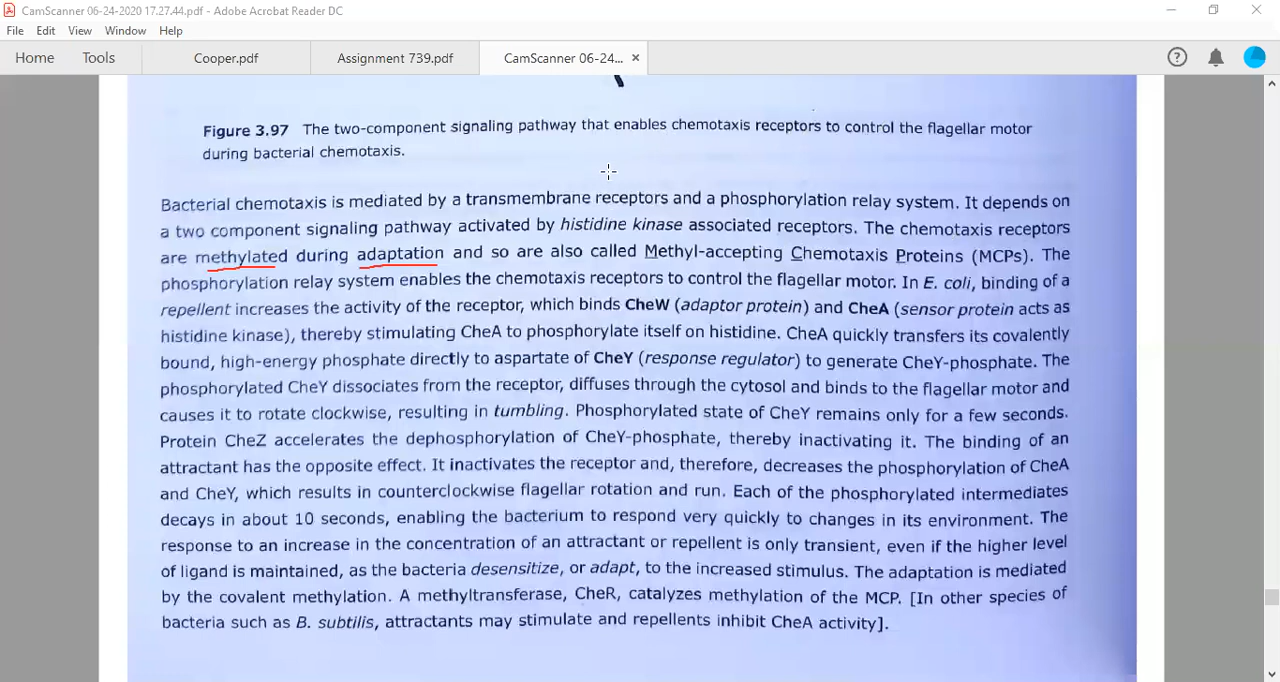 CamScanner 06-24-2020 17.27.44.pdf - Adobe Acrobat Reader DC
File Edit View Window Help
Home Tools Cooper.pdf Assignment 739.pdf CamScanner 06-24... ×
Figure 3.97 The two-component signaling pathway that enables chemotaxis receptors to control the flagellar motor
during bacterial chemotaxis.
Bacterial chemotaxis is mediated by a transmembrane receptors and a phosphorylation relay system. It depends on
a two component signaling pathway activated by histidine kinase associated receptors. The chemotaxis receptors
are methylated during adaptation and so are also called Methyl-accepting Chemotaxis Proteins (MCPs). The
phosphorylation relay system enables the chemotaxis receptors to control the flagellar motor. In E. coli, binding of a
repellent increases the activity of the receptor, which binds CheW (adaptor protein) and CheA (sensor protein acts as
histidine kinase), thereby stimulating CheA to phosphorylate itself on histidine. CheA quickly transfers its covalently
bound, high-energy phosphate directly to aspartate of CheY (response regulator) to generate CheY-phosphate. The
phosphorylated CheY dissociates from the receptor, diffuses through the cytosol and binds to the flagellar motor and
causes it to rotate clockwise, resulting in tumbling. Phosphorylated state of CheY remains only for a few seconds.
Protein CheZ accelerates the dephosphorylation of CheY-phosphate, thereby inactivating it. The binding of an
attractant has the opposite effect. It inactivates the receptor and, therefore, decreases the phosphorylation of CheA
and CheY, which results in counterclockwise flagellar rotation and run. Each of the phosphorylated intermediates
decays in about 10 seconds, enabling the bacterium to respond very quickly to changes in its environment. The
response to an increase in the concentration of an attractant or repellent is only transient, even if the higher level
of ligand is maintained, as the bacteria desensitize, or adapt, to the increased stimulus. The adaptation is mediated
by the covalent methylation. A methyltransferase, CheR, catalyzes methylation of the MCP. [In other species of
bacteria such as B. subtilis, attractants may stimulate and repellents inhibit CheA activity].